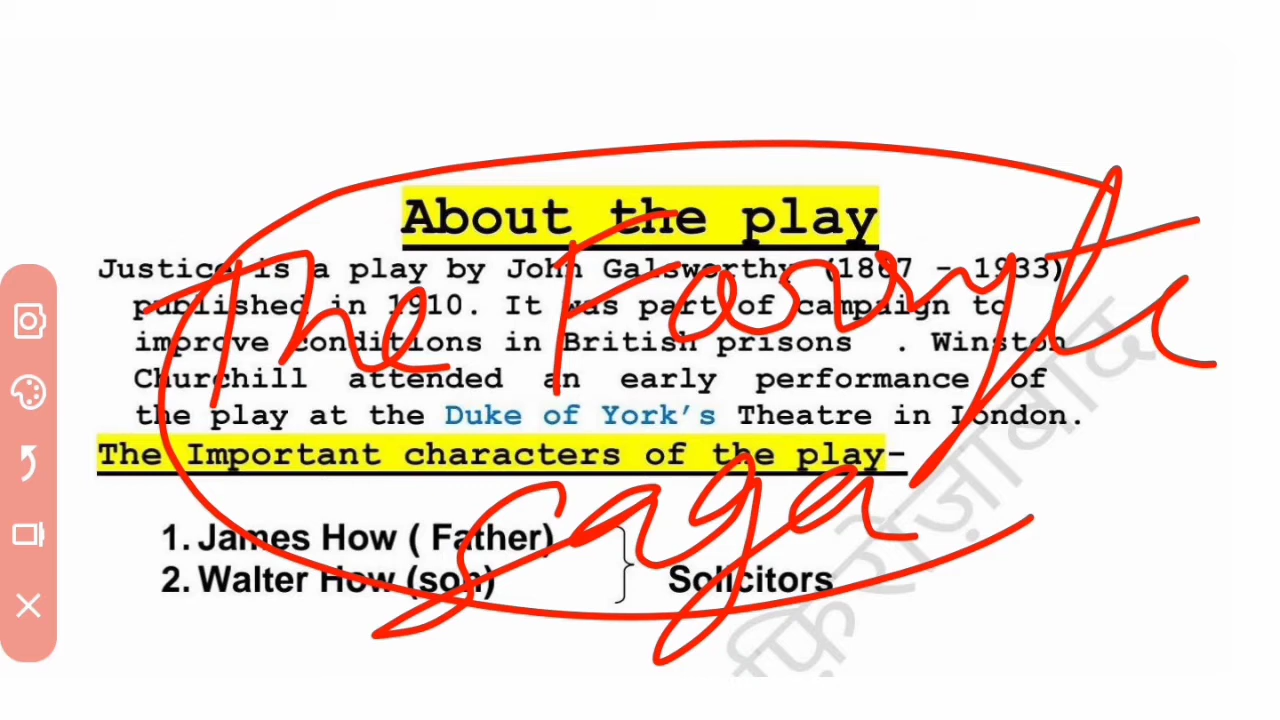 About the play
Justice is a play by John Galsworthy (1867 - 1933)
published in 1910. It was part of campaign to
improve conditions in British prisons . Winston
Churchill attended an early performance of
the play at the Duke of York's Theatre in London.
The Important characters of the play-
1. James How ( Father)
2. Walter How (son)
Solicitors
The Forsyte
saga
फ़िरोज़ाबाद